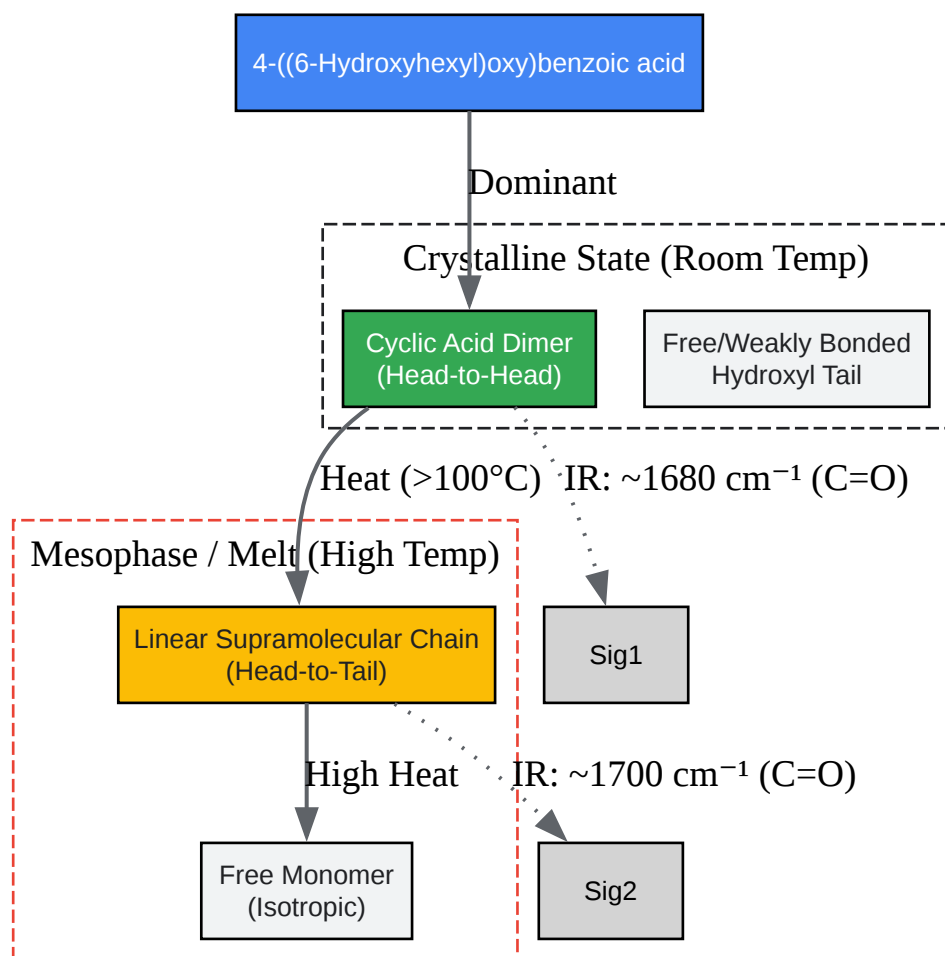 4-((6-Hydroxyhexyl)oxy)benzoic acid
Dominant
Crystalline State (Room Temp)
Cyclic Acid Dimer
(Head-to-Head)
Free/Weakly Bonded
Hydroxyl Tail
Heat (>100°C)
IR: ~1680 cm⁻¹ (C=O)
Mesophase / Melt (High Temp)
Linear Supramolecular Chain
(Head-to-Tail)
Sig1
High Heat
IR: ~1700 cm⁻¹ (C=O)
Free Monomer
(Isotropic)
Sig2